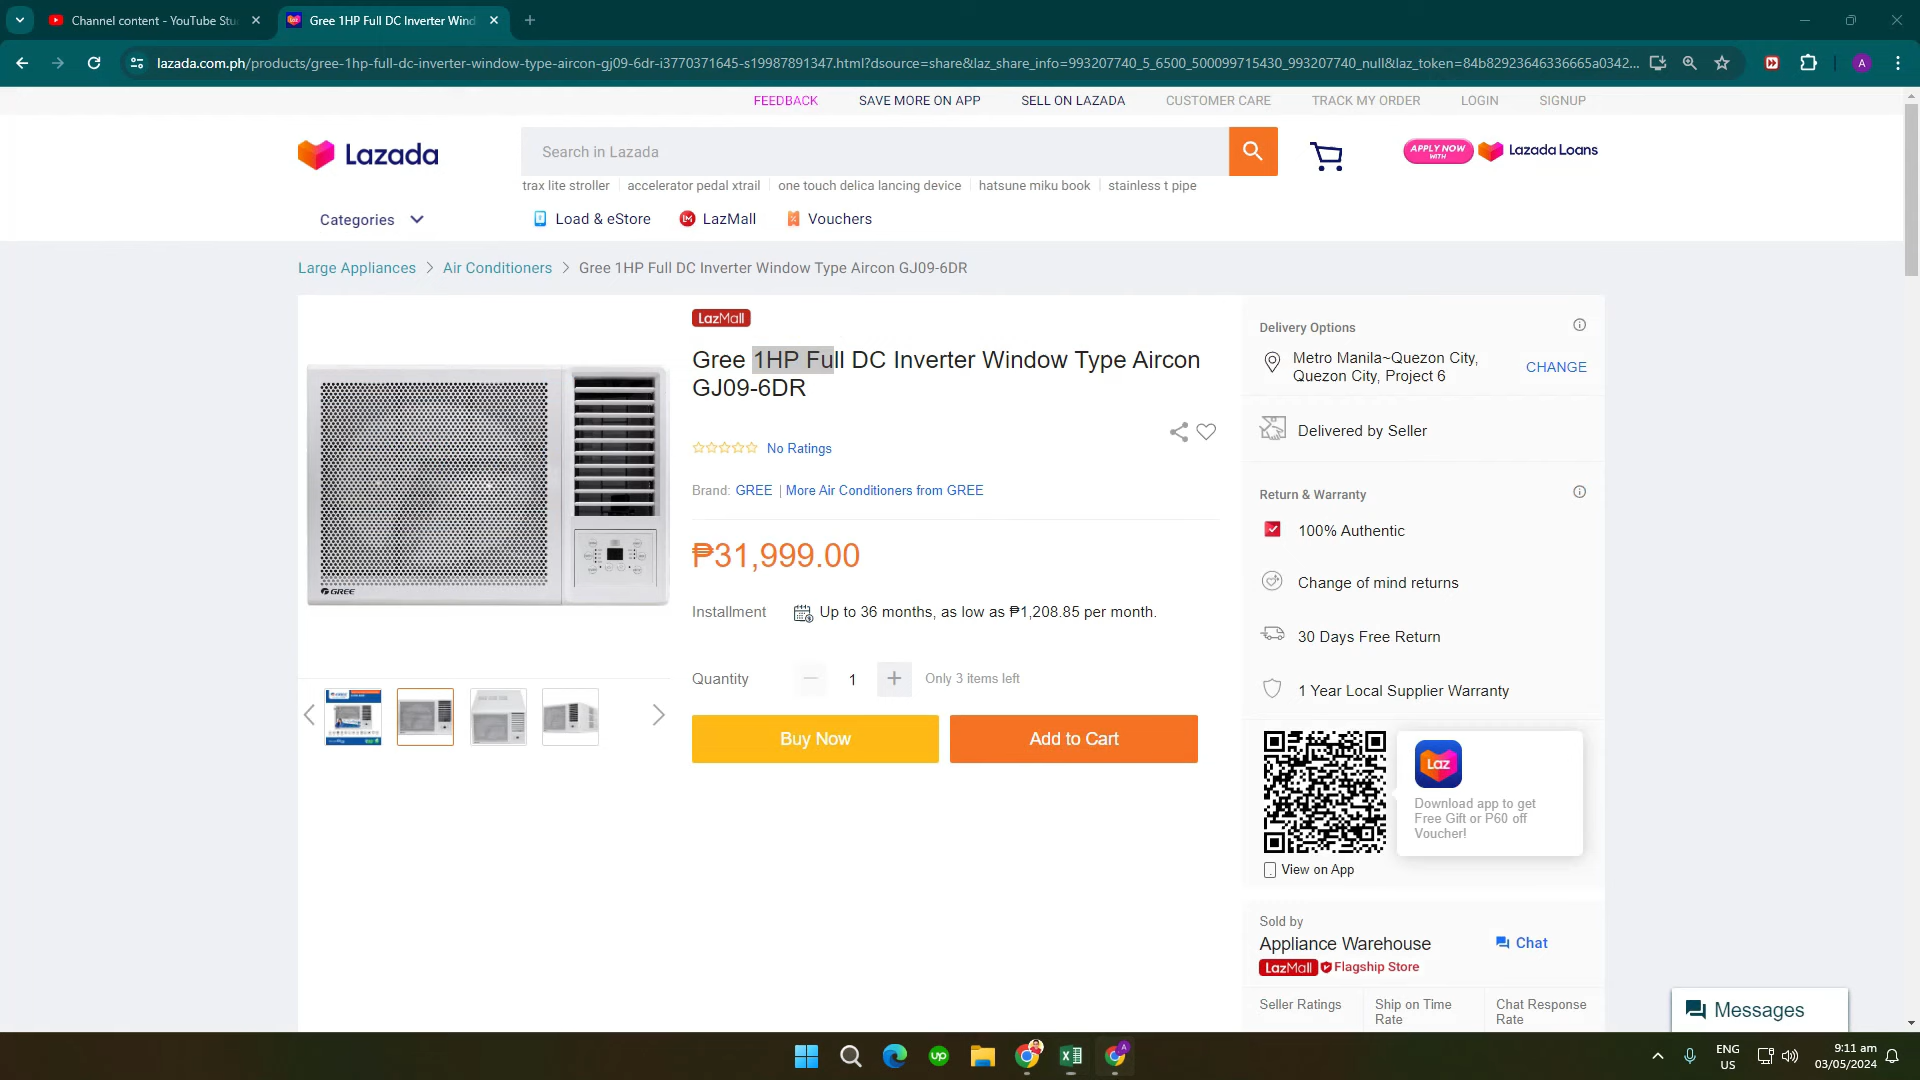 Channel content - YouTube Stu
Gree 1HP Full DC Inverter Wind
lazada.com.ph/products/gree-1hp-full-dc-inverter-window-type-aircon-gj09-6dr-i3770371645-s19987891347.html?dsource=share&laz_share_info=993207740_5_6500_500099715430_993207740_null&laz_token=84b82923646336665a0342...
A
FEEDBACK
SAVE MORE ON APP
SELL ON LAZADA
CUSTOMER CARE
TRACK MY ORDER
LOGIN
SIGNUP
Lazada
Search in Lazada
APPLY NOW
WITH
Lazada Loans
trax lite stroller
accelerator pedal xtrail
one touch delica lancing device
hatsune miku book
stainless t pipe
Categories
Load & eStore
LazMall
Vouchers
Large Appliances
Air Conditioners
Gree 1HP Full DC Inverter Window Type Aircon GJ09-6DR
LazMall
Gree 1HP Full DC Inverter Window Type Aircon
GJ09-6DR
No Ratings
Brand: GREE | More Air Conditioners from GREE
₱31,999.00
Installment
Up to 36 months, as low as ₱1,208.85 per month.
Quantity
1
Only 3 items left
Buy Now
Add to Cart
GREE
Delivery Options
Metro Manila~Quezon City,
Quezon City, Project 6
CHANGE
Delivered by Seller
Return & Warranty
100% Authentic
Change of mind returns
30 Days Free Return
1 Year Local Supplier Warranty
Laz
Download app to get
Free Gift or P60 off
Voucher!
View on App
Sold by
Appliance Warehouse
Chat
LazMall
Flagship Store
Seller Ratings
Ship on Time
Rate
Chat Response
Rate
Messages
up
A
ENG
US
9:11 am
03/05/2024